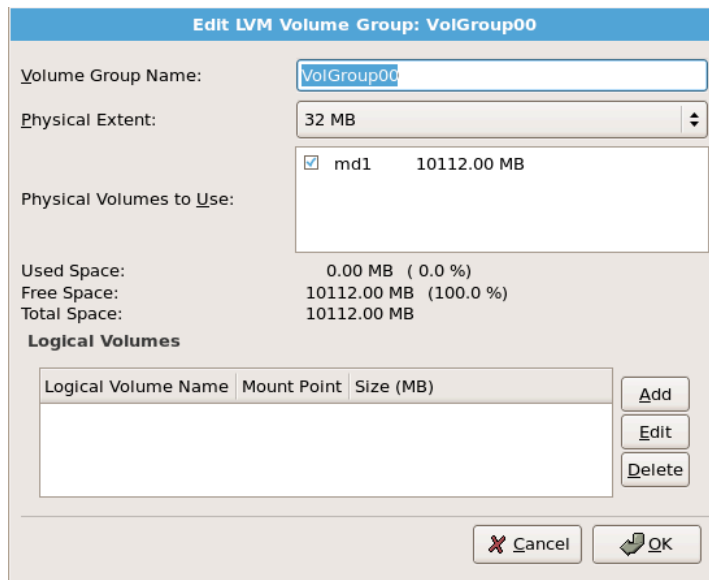 Edit LVM Volume Group: VolGroup00
Volume Group Name: VolGroup00
Physical Extent: 32 MB
md1 10112.00 MB
Physical Volumes to Use:
Used Space: 0.00 MB ( 0.0 %)
Free Space: 10112.00 MB (100.0 %)
Total Space: 10112.00 MB
Logical Volumes
Logical Volume Name Mount Point Size (MB)
Add
Edit
Delete
Cancel OK